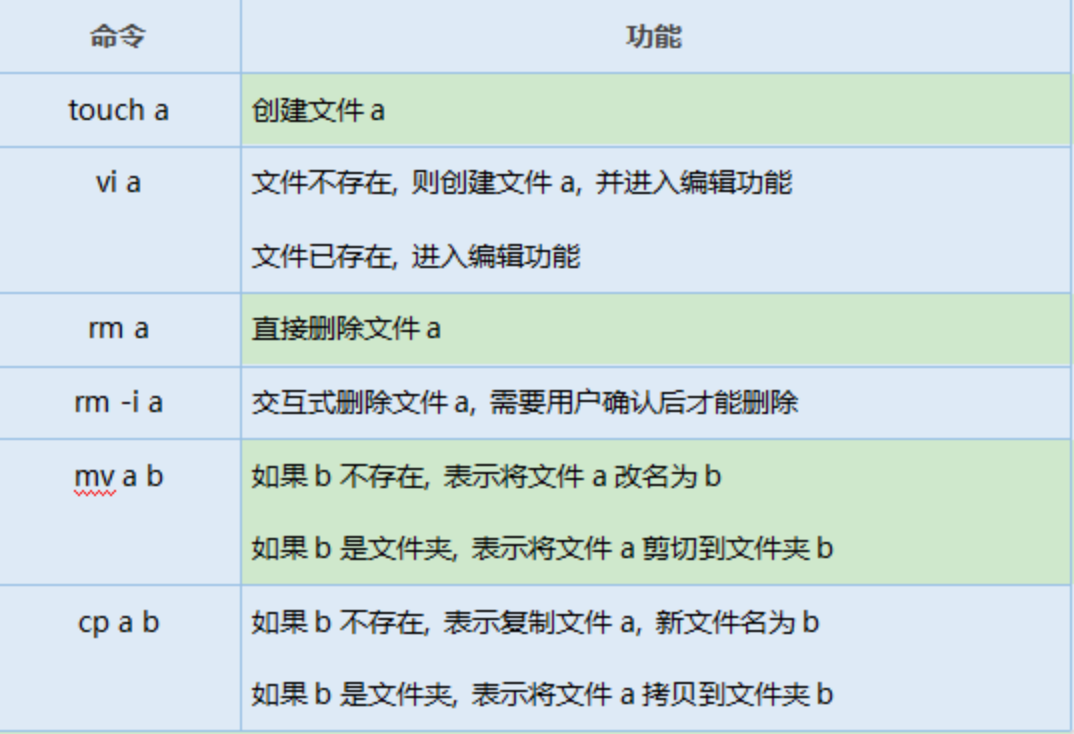 命令 功能
touch a 创建文件 a
vi a 文件不存在, 则创建文件 a, 并进入编辑功能
文件已存在, 进入编辑功能
rm a 直接删除文件 a
rm -i a 交互式删除文件 a, 需要用户确认后才能删除
mv a b 如果 b 不存在, 表示将文件 a 改名为 b
如果 b 是文件夹, 表示将文件 a 剪切到文件夹 b
cp a b 如果 b 不存在, 表示复制文件 a, 新文件名为 b
如果 b 是文件夹, 表示将文件 a 拷贝到文件夹 b